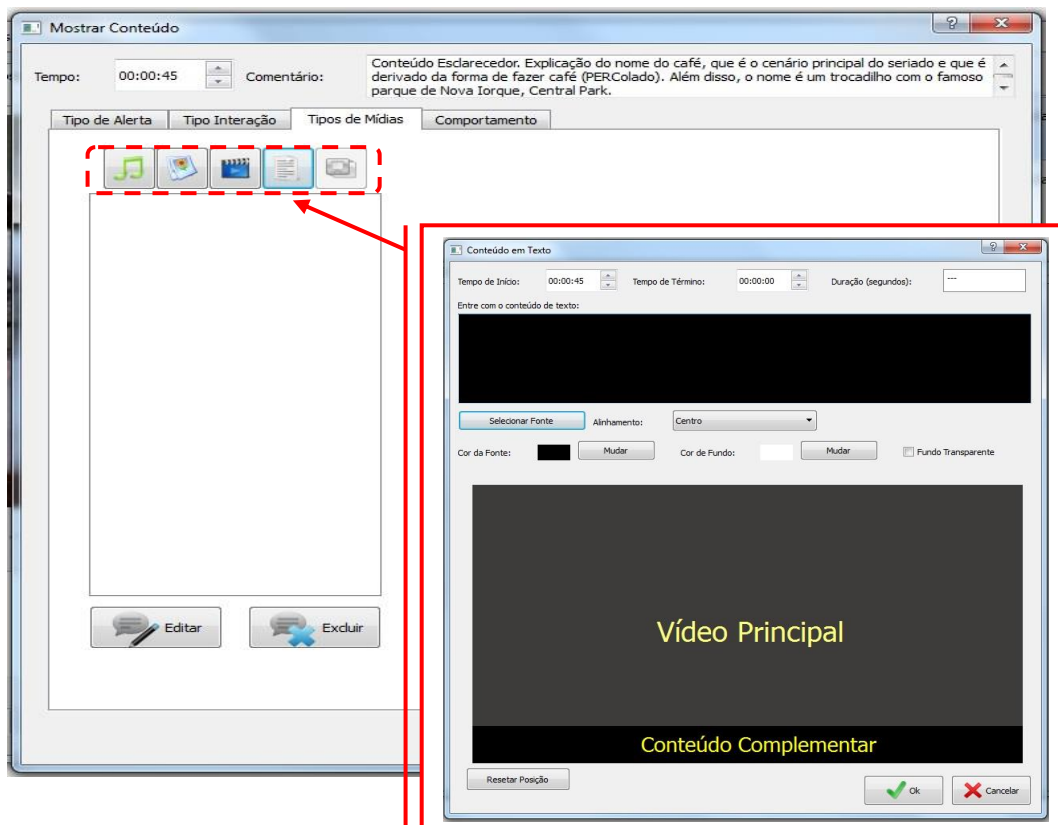 Mostrar Conteúdo
Tempo:
00:00:45
Comentário:
Conteúdo Esclarecedor. Explicação do nome do café, que é o cenário principal do seriado e que é
derivado da forma de fazer café (PERColado). Além disso, o nome é um trocadilho com o famoso
parque de Nova Iorque, Central Park.
Tipo de Alerta
Tipo Interação
Tipos de Mídias
Comportamento
Editar
Excluir
Conteúdo em Texto
Tempo de Início:
00:00:45
Tempo de Término:
00:00:00
Duração (segundos):
---
Entre com o conteúdo de texto:
Selecionar Fonte
Alinhamento:
Centro
Cor da Fonte:
Mudar
Cor de Fundo:
Mudar
Fundo Transparente
Vídeo Principal
Conteúdo Complementar
Resetar Posição
Ok
Cancelar